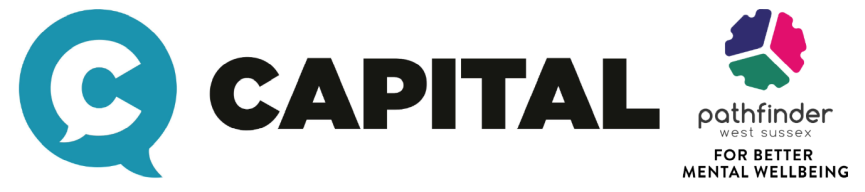 C CAPITAL
pathfinder
west sussex
FOR BETTER
MENTAL WELLBEING